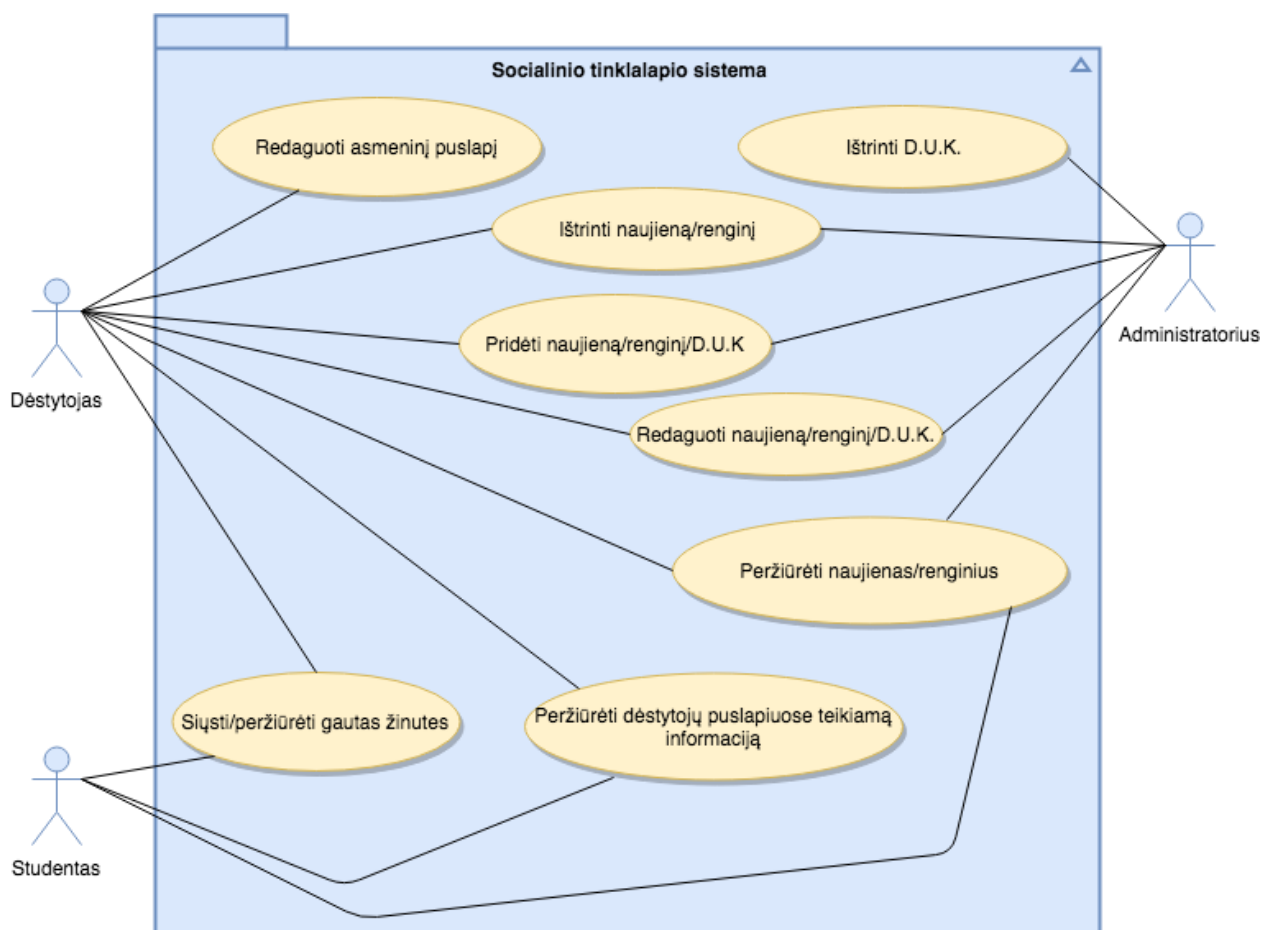 Socialinio tinklalapio sistema
Redaguoti asmeninį puslapį
Ištrinti D.U.K.
Ištrinti naujieną/renginį
Pridėti naujieną/renginį/D.U.K
Administratorius
Dėstytojas
Redaguoti naujieną/renginį/D.U.K.
Peržiūrėti naujienas/renginius
Siųsti/peržiūrėti gautas žinutes
Peržiūrėti dėstytojų puslapiuose teikiamą
informaciją
Studentas